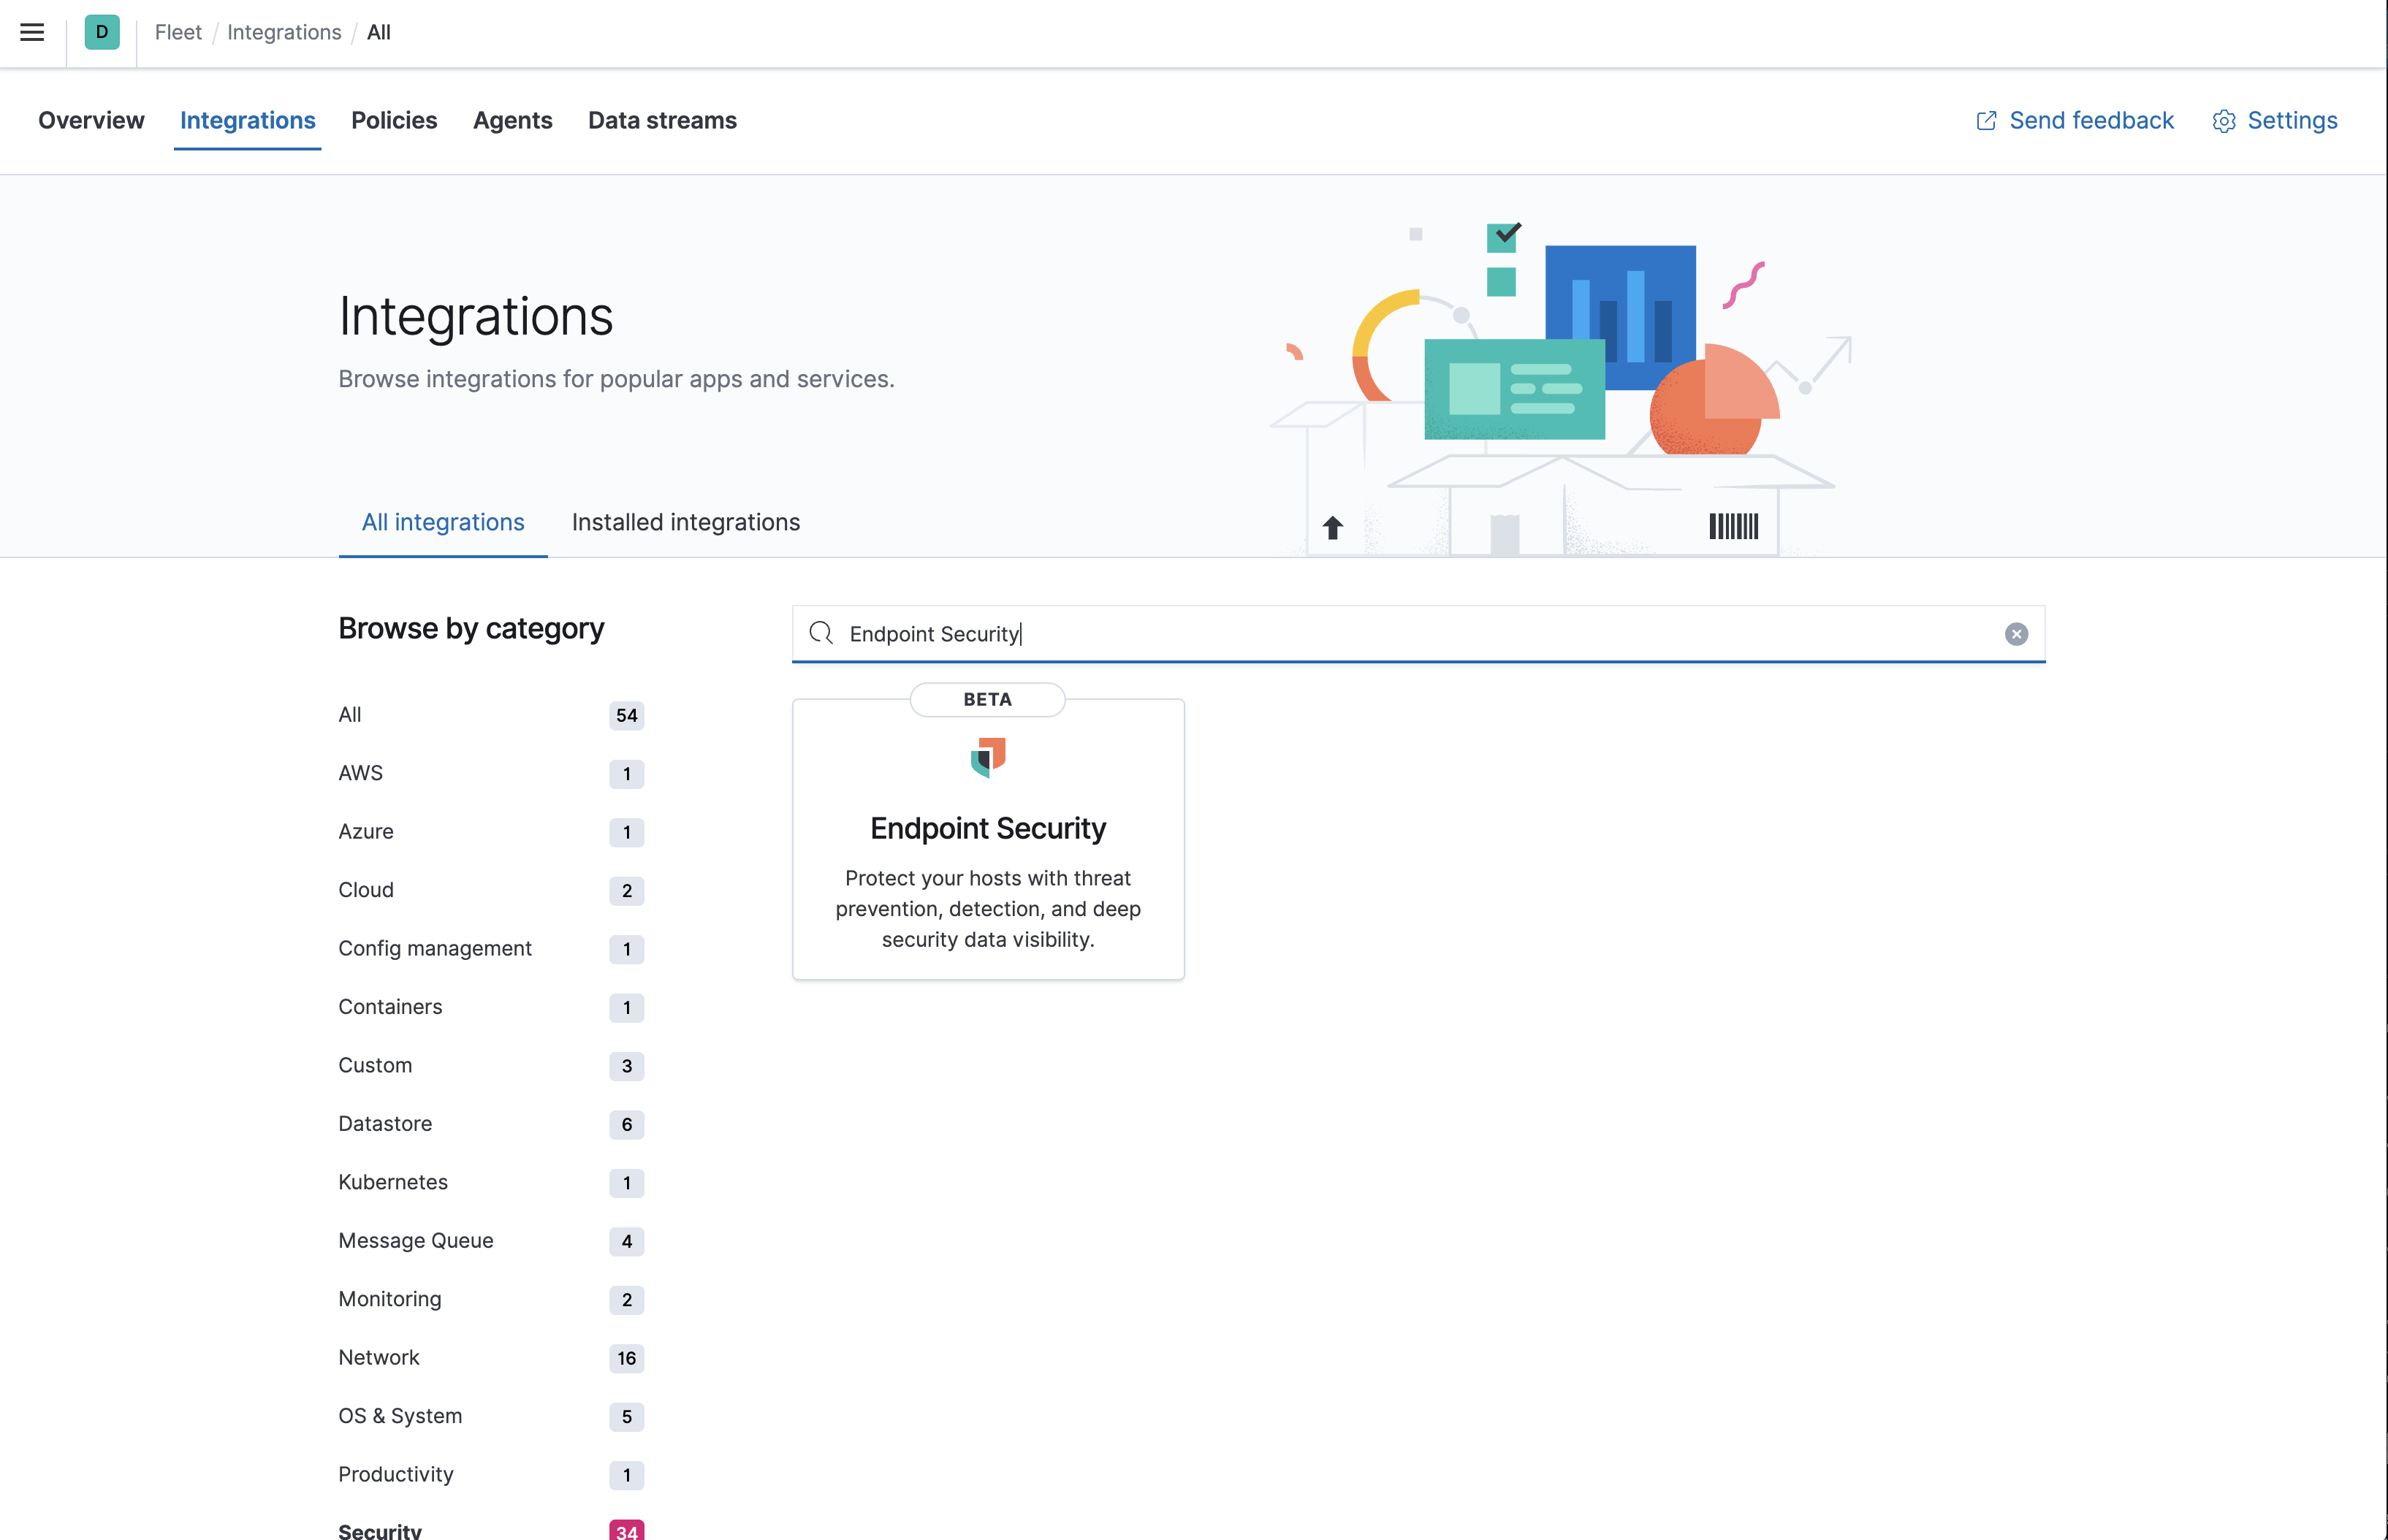 D
Fleet / Integrations / All
Overview Integrations Policies Agents Data streams Send feedback Settings
Integrations
Browse integrations for popular apps and services.
All integrations Installed integrations
Browse by category
Endpoint Security
All 54
AWS 1
Azure 1
Cloud 2
Config management 1
Containers 1
Custom 3
Datastore 6
Kubernetes 1
Message Queue 4
Monitoring 2
Network 16
OS & System 5
Productivity 1
Security 34
BETA
Endpoint Security
Protect your hosts with threat
prevention, detection, and deep
security data visibility.